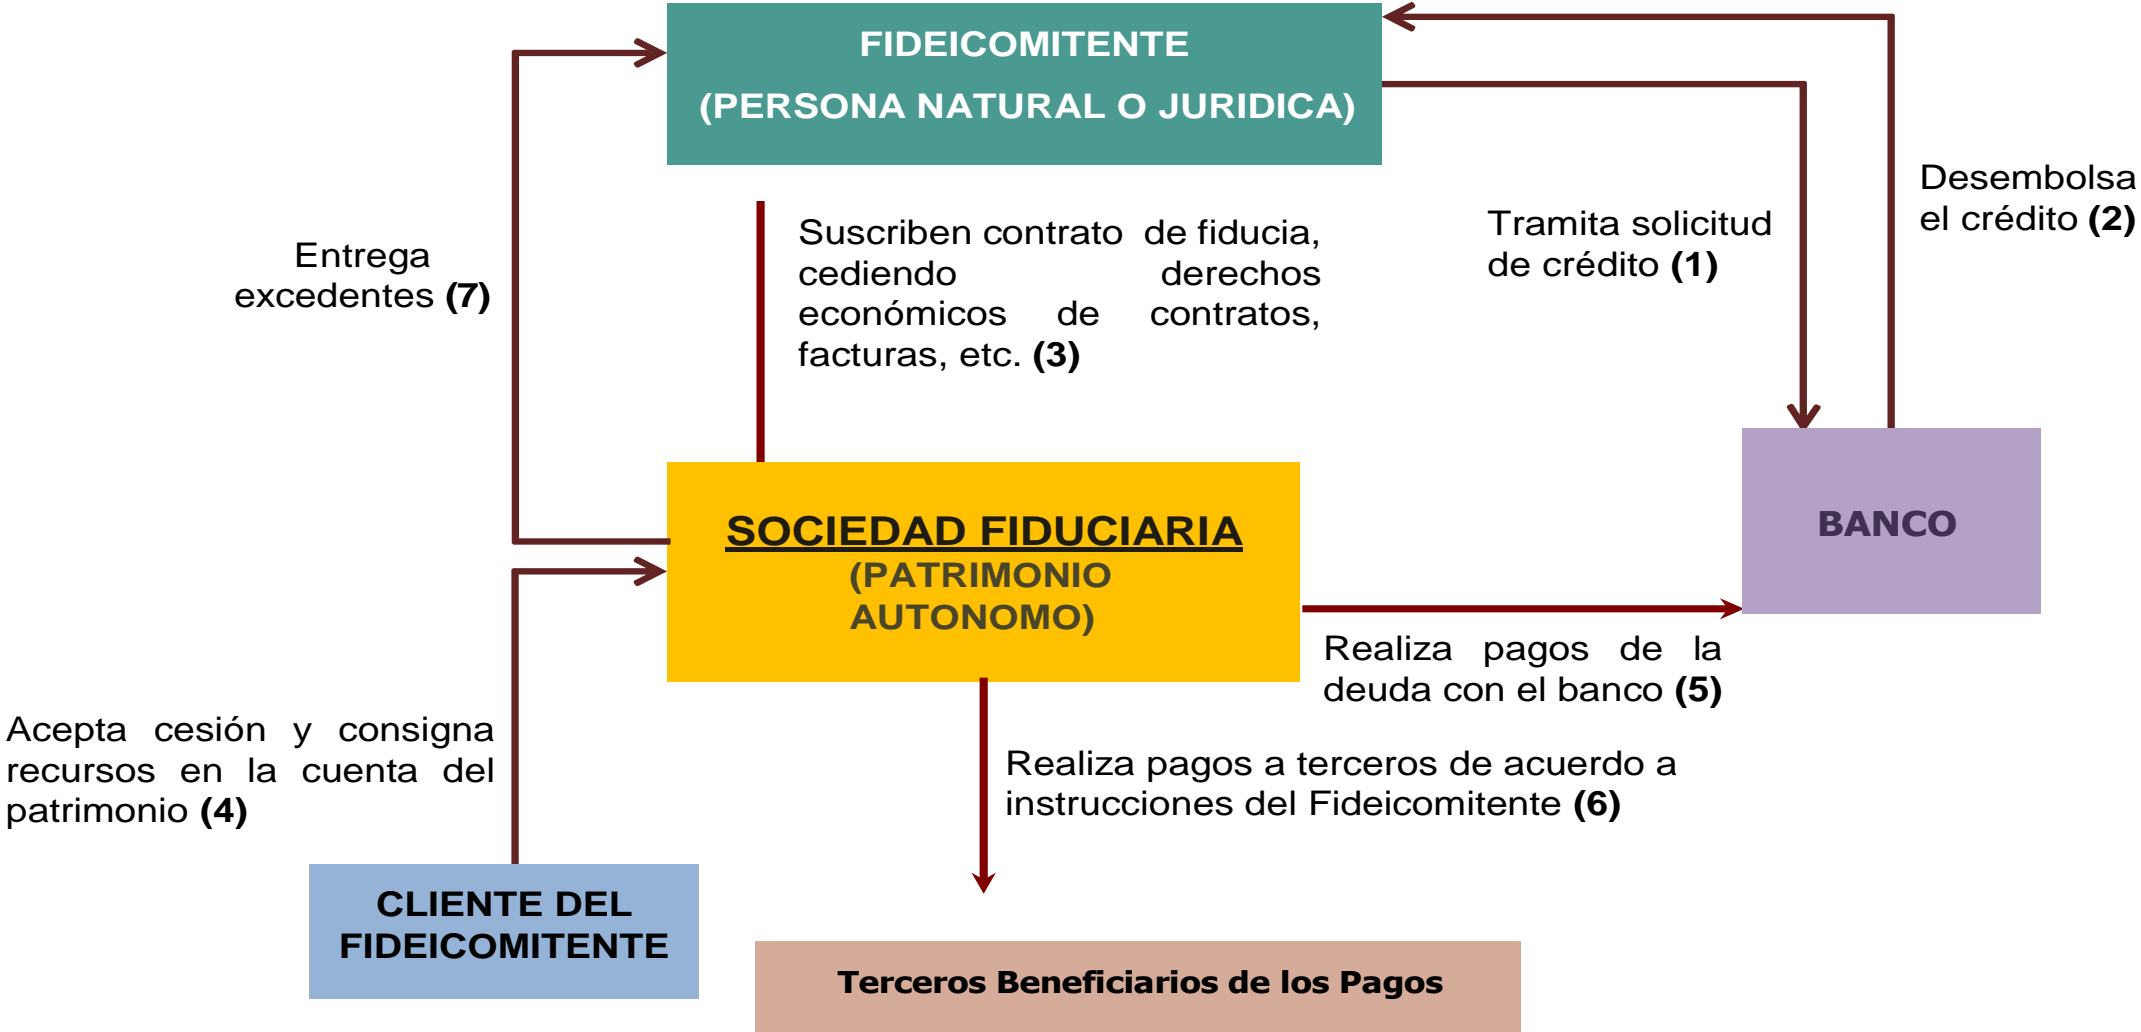 FIDEICOMITENTE
(PERSONA NATURAL O JURIDICA)
Desembolsa
el crédito (2)
Tramita solicitud
de crédito (1)
Suscriben contrato de fiducia,
cediendo derechos
económicos de contratos,
facturas, etc. (3)
Entrega
excedentes (7)
SOCIEDAD FIDUCIARIA
(PATRIMONIO
AUTONOMO)
BANCO
Realiza pagos de la
deuda con el banco (5)
Acepta cesión y consigna
recursos en la cuenta del
patrimonio (4)
Realiza pagos a terceros de acuerdo a
instrucciones del Fideicomitente (6)
CLIENTE DEL
FIDEICOMITENTE
Terceros Beneficiarios de los Pagos